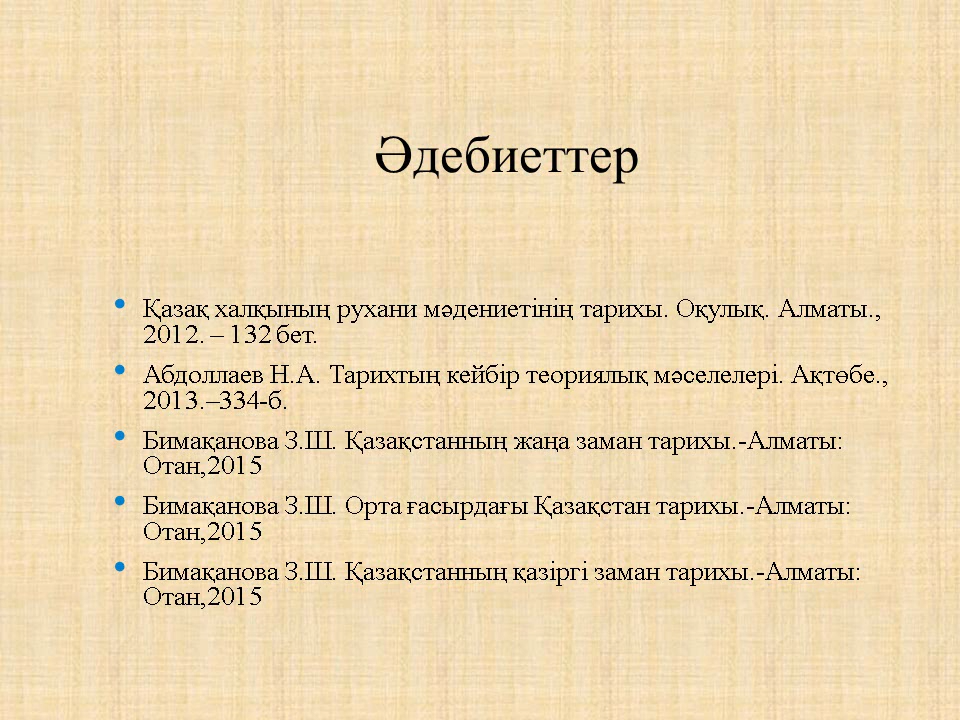 Әдебиеттер
• Қазақ халқының рухани мәдениетінің тарихы. Оқулық. Алматы.,
2012. – 132 бет.
• Абдоллаев Н.А. Тарихтың кейбір теориялық мәселелері. Ақтөбе.,
2013.–334-б.
• Бимақанова З.Ш. Қазақстанның жаңа заман тарихы.-Алматы:
Отан,2015
• Бимақанова З.Ш. Орта ғасырдағы Қазақстан тарихы.-Алматы:
Отан,2015
• Бимақанова З.Ш. Қазақстанның қазіргі заман тарихы.-Алматы:
Отан,2015